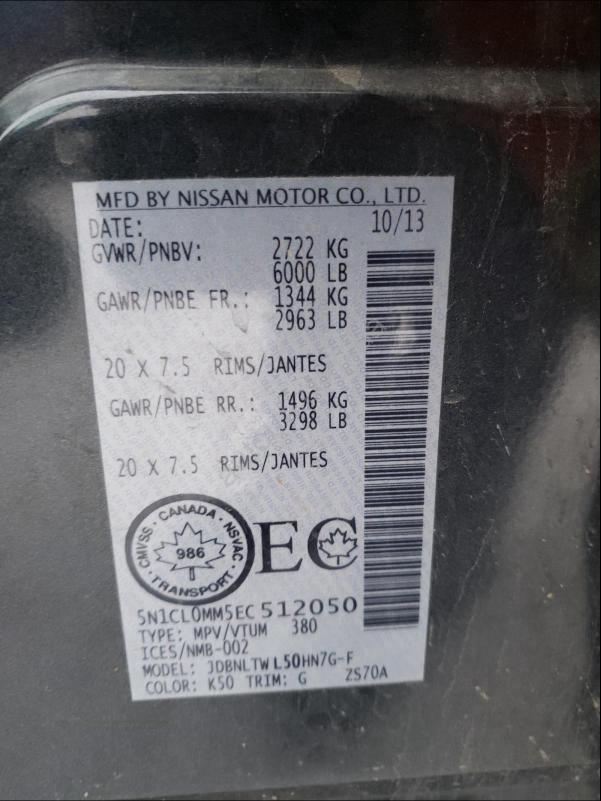 MFD BY NISSAN MOTOR CO., LTD.
DATE: 10/13
GVWR/PNBV: 2722 KG
6000 LB
GAWR/PNBE FR.: 1344 KG
2963 LB
20 X 7.5 RIMS/JANTES
GAWR/PNBE RR.: 1496 KG
3298 LB
20 X 7.5 RIMS/JANTES
CANADA · NSVAC · TRANSPORT · CMVSS ·
986
EC
5N1CL0MM5EC512050
TYPE: MPV/VTUM 380
ICES/NMB-002
MODEL: JDBNLTWL50HN7G-F
COLOR: K50 TRIM: G ZS70A